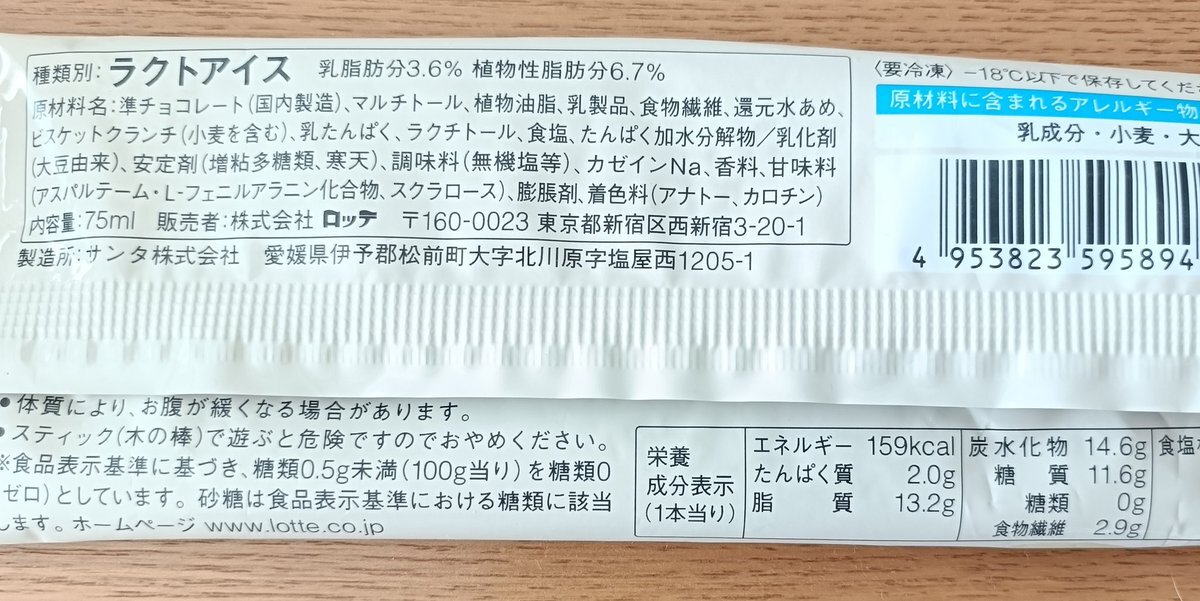 種類別:ラクトアイス 乳脂肪分3.6% 植物性脂肪分6.7%
原材料名:準チョコレート(国内製造)、マルチトール、植物油脂、乳製品、食物繊維、還元水あめ、
ビスケットクランチ(小麦を含む)、乳たんぱく、ラクチトール、食塩、たんぱく加水分解物／乳化剤
(大豆由来)、安定剤(増粘多糖類、寒天)、調味料(無機塩等)、カゼインNa、香料、甘味料
(アスパルテーム・L-フェニルアラニン化合物、スクラロース)、膨脹剤、着色料(アナトー、カロチン)
内容量:75ml 販売者:株式会社 ロッテ 〒160-0023 東京都新宿区西新宿3-20-1
製造所:サンタ株式会社 愛媛県伊予郡松前町大字北川原字塩屋西1205-1
〈要冷凍〉-18℃以下で保存してくださ
原材料に含まれるアレルギー物
乳成分・小麦・大
4 953823 595894
●体質により、お腹が緩くなる場合があります。
●スティック(木の棒)で遊ぶと危険ですのでおやめください。
※食品表示基準に基づき、糖類0.5g未満(100g当り)を糖類0
(ゼロ)としています。砂糖は食品表示基準における糖類に該当
します。ホームページ www.lotte.co.jp
栄養
成分表示
(1本当り)
エネルギー 159kcal
たんぱく質 2.0g
脂質 13.2g
炭水化物 14.6g
糖質 11.6g
糖類 0g
食物繊維 2.9g
食塩